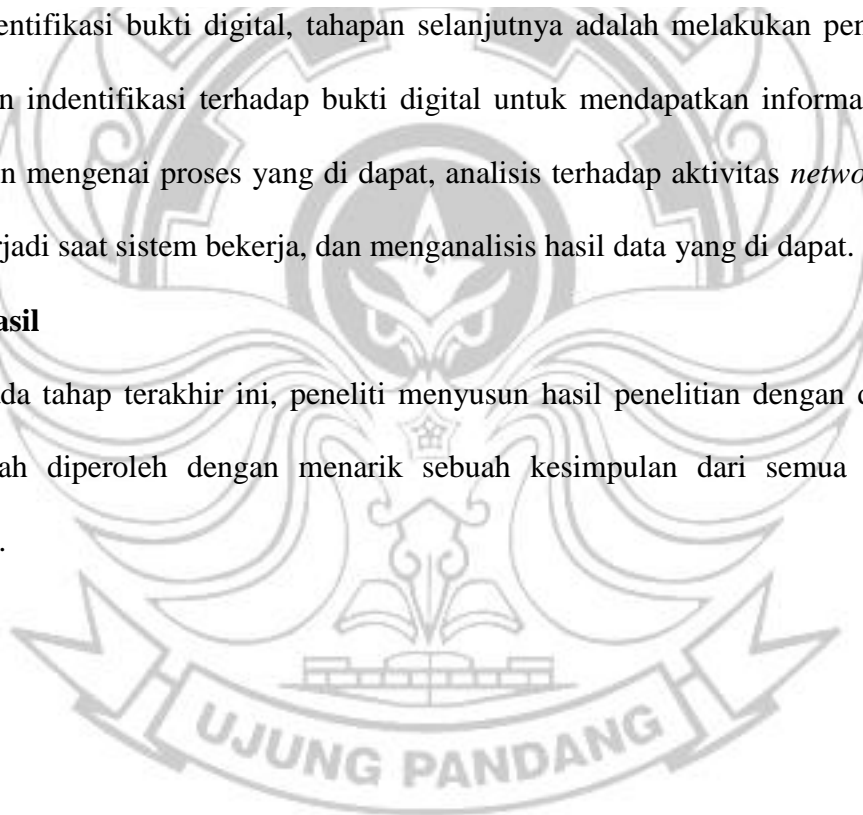 entifikasi bukti digital, tahapan selanjutnya adalah melakukan pen
n indentifikasi terhadap bukti digital untuk mendapatkan informa
n mengenai proses yang di dapat, analisis terhadap aktivitas netwo
rjadi saat sistem bekerja, dan menganalisis hasil data yang di dapat.
asil
da tahap terakhir ini, peneliti menyusun hasil penelitian dengan d
ah diperoleh dengan menarik sebuah kesimpulan dari semua
.
UJUNG PANDANG